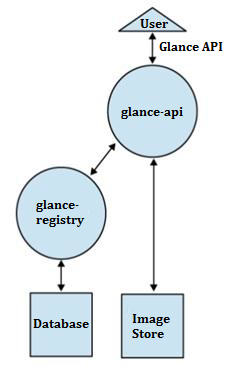 User
Glance API
glance-api
glance-
registry
Database
Image
Store